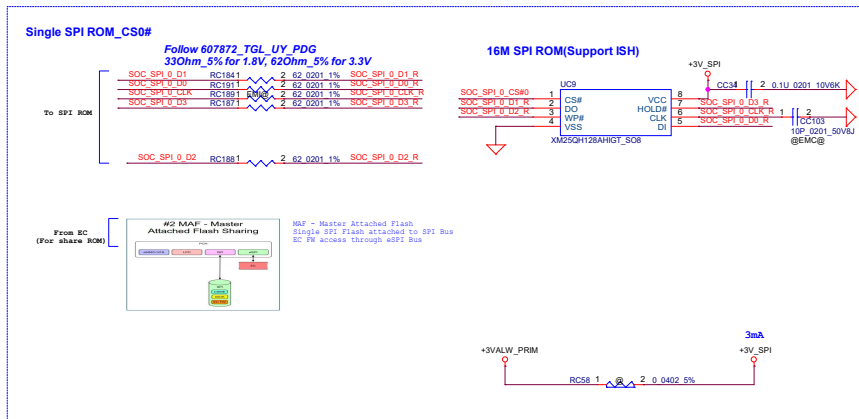 Single SPI ROM_CS0#
Follow 607872_TGL_UY_PDG
33Ohm_5% for 1.8V, 62Ohm_5% for 3.3V
16M SPI ROM(Support ISH)
To SPI ROM
SOC_SPI_0_D1 RC184 1 2 62_0201_1% SOC_SPI_0_D1_R
SOC_SPI_0_D0 RC191 1 2 62_0201_1% SOC_SPI_0_D0_R
SOC_SPI_0_CLK RC189 1 EMI@ 2 62_0201_1% SOC_SPI_0_CLK_R
SOC_SPI_0_D3 RC187 1 2 62_0201_1% SOC_SPI_0_D3_R
SOC_SPI_0_D2 RC188 1 2 62_0201_1% SOC_SPI_0_D2_R
+3V_SPI
CC34 1 2 0.1U_0201_10V6K
UC9
SOC_SPI_0_CS#0 1 CS# VCC 8
SOC_SPI_0_D1_R 2 DO HOLD# 7 SOC_SPI_0_D3_R
SOC_SPI_0_D2_R 3 WP# CLK 6 SOC_SPI_0_CLK_R 1 2
4 VSS DI 5 SOC_SPI_0_D0_R
CC103
XM25QH128AHIGT_SO8
10P_0201_50V8J
@EMC@
From EC
(For share ROM)
#2 MAF - Master
Attached Flash Sharing
MAF - Master Attached Flash
Single SPI Flash attached to SPI Bus
EC FW access through eSPI Bus
3mA
+3VALW_PRIM
+3V_SPI
RC58 1 @ 2 0_0402_5%